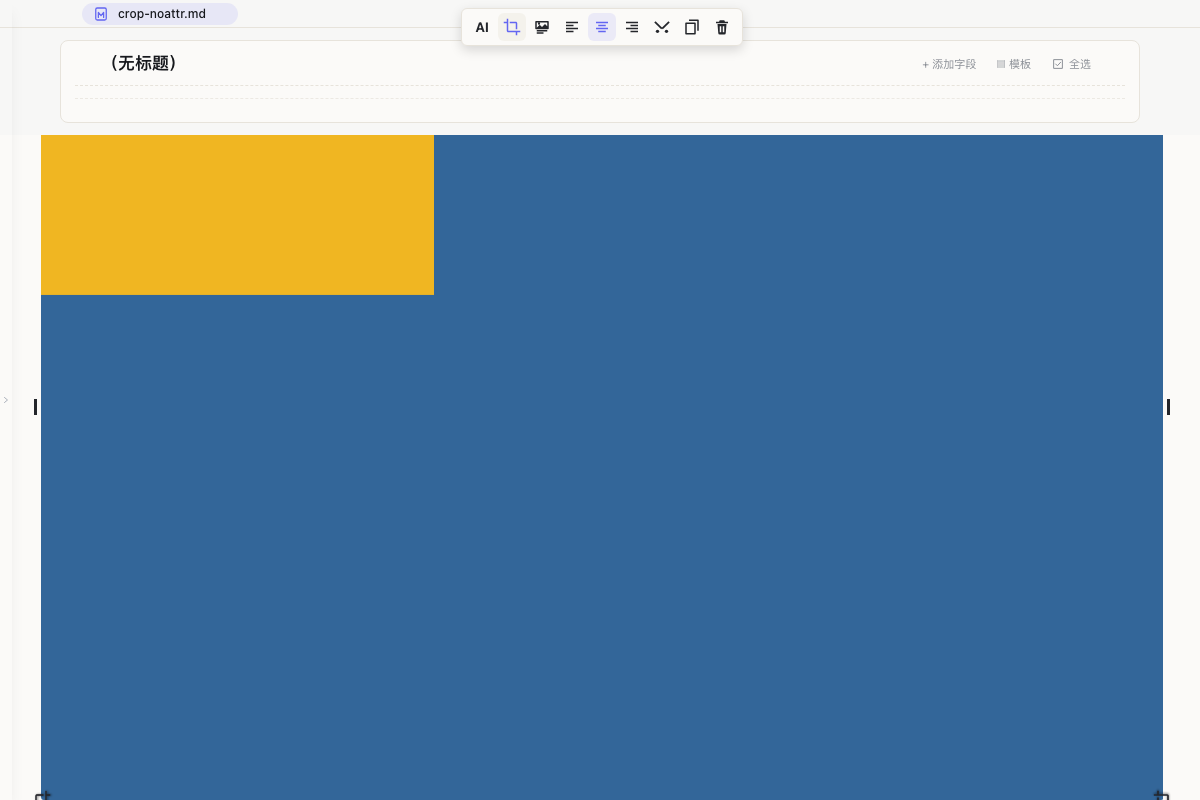 crop-noattr.md
AI
（无标题）
+ 添加字段 模板 全选